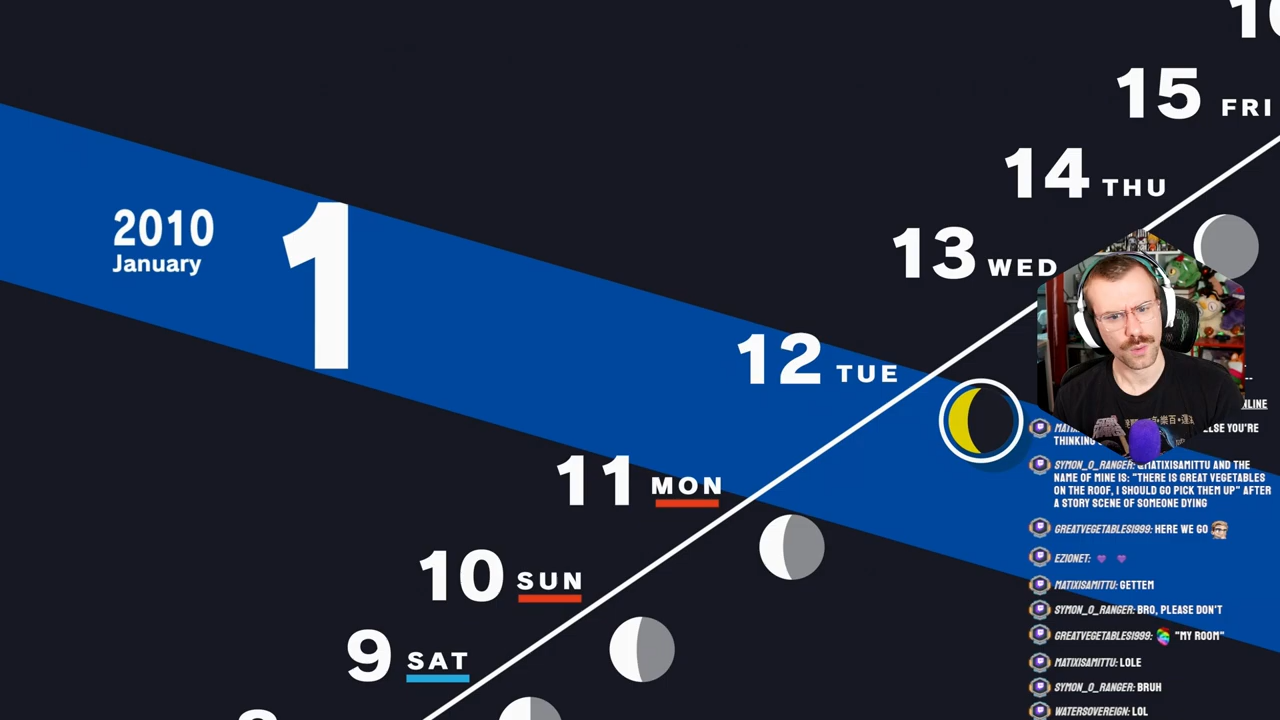 15 FRI
14 THU
13 WED
2010
January
1
12 TUE
11 MON
10 SUN
9 SAT
ELSE YOU'RE
THINKING
SYMON_O_RANGER: @MATIXISAMITTU AND THE
NAME OF MINE IS: "THERE IS GREAT VEGETABLES
ON THE ROOF, I SHOULD GO PICK THEM UP" AFTER
A STORY SCENE OF SOMEONE DYING
GREATVEGETABLES1999: HERE WE GO
EZIONET:
MATIXISAMITTU: GETTEM
SYMON_O_RANGER: BRO, PLEASE DON'T
GREATVEGETABLES1999: "MY ROOM"
MATIXISAMITTU: LOLE
SYMON_O_RANGER: BRUH
WATERSOVEREIGN: LOL